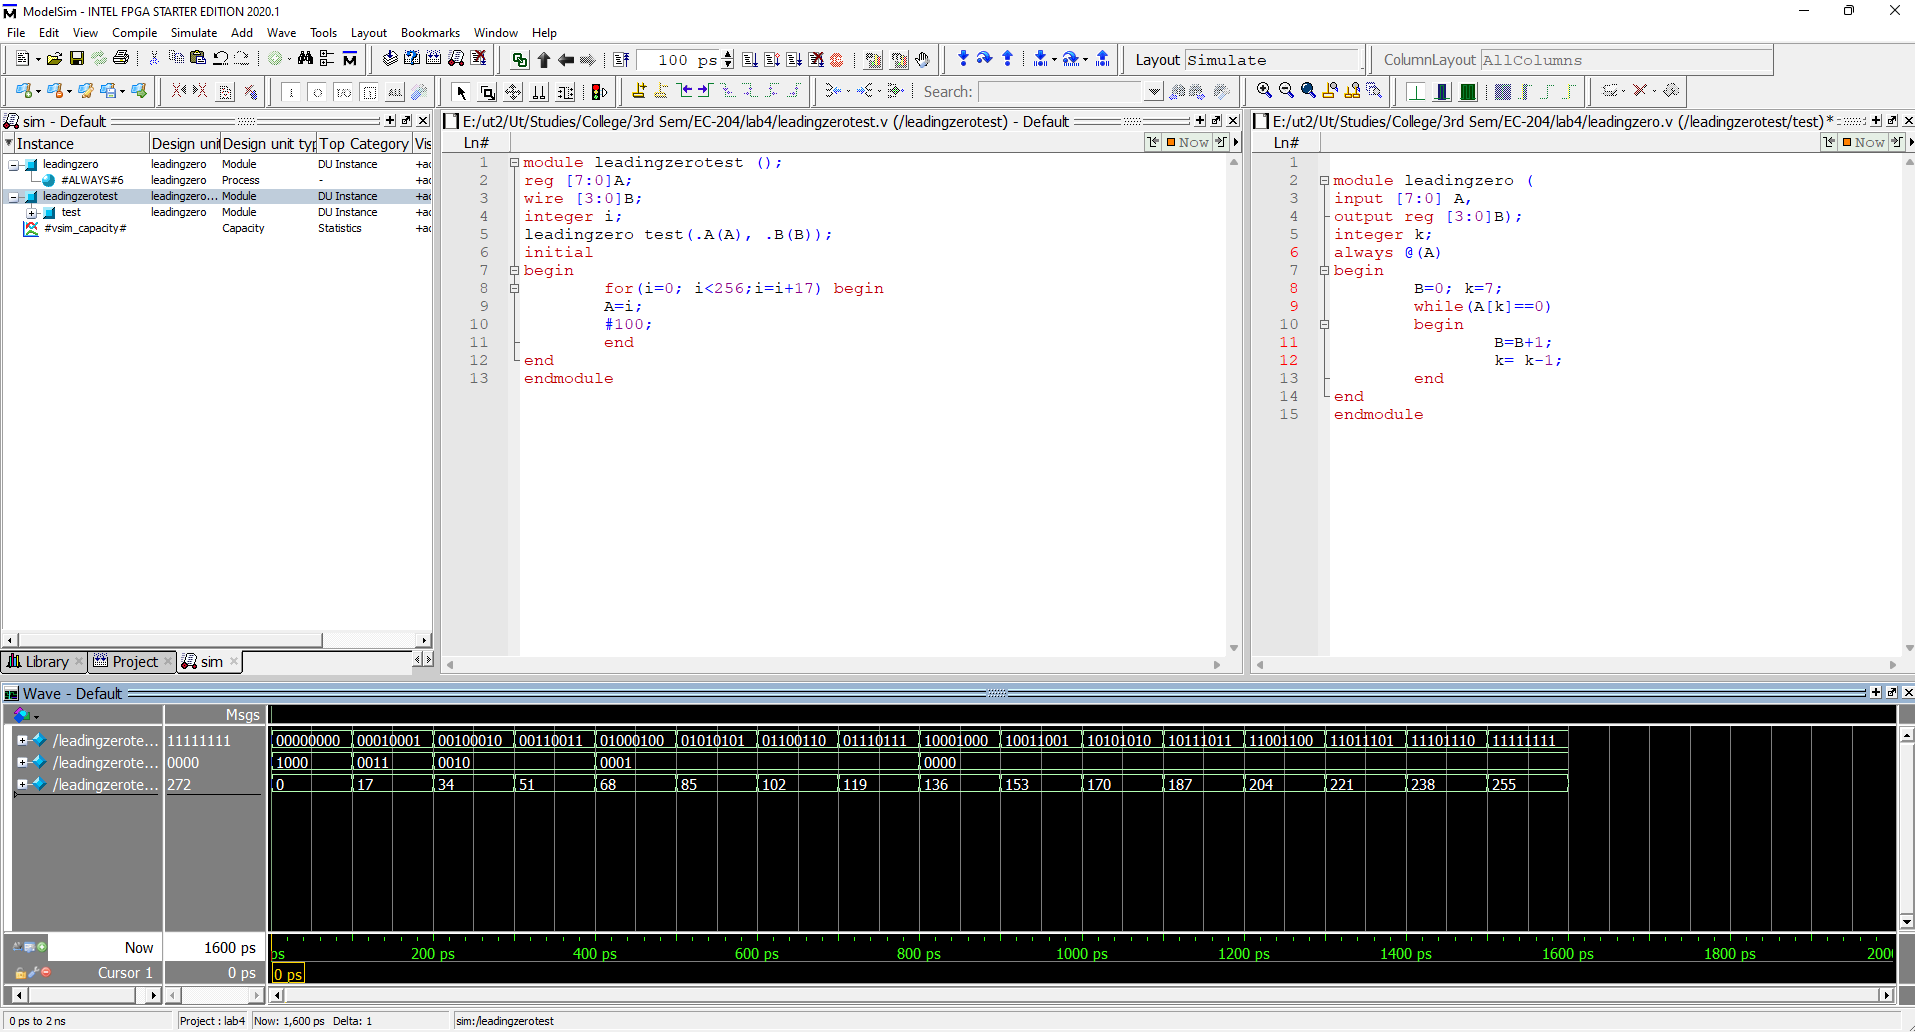 ModelSim - INTEL FPGA STARTER EDITION 2020.1
File Edit View Compile Simulate Add Wave Tools Layout Bookmarks Window Help
100 ps
Layout Simulate
ColumnLayout AllColumns
Search:
sim - Default
Instance Design unit Design unit typ Top Category Vis
leadingzero leadingzero Module DU Instance +ac
#ALWAYS#6 leadingzero Process - +ac
leadingzerotest leadingzero... Module DU Instance +ac
test leadingzero Module DU Instance +ac
#vsim_capacity# Capacity Statistics +ac
Library Project sim
E:/ut2/Ut/Studies/College/3rd Sem/EC-204/lab4/leadingzerotest.v (/leadingzerotest) - Default
Ln# Now
1 module leadingzerotest ();
2 reg [7:0]A;
3 wire [3:0]B;
4 integer i;
5 leadingzero test(.A(A), .B(B));
6 initial
7 begin
8 for(i=0; i<256;i=i+17) begin
9 A=i;
10 #100;
11 end
12 end
13 endmodule
E:/ut2/Ut/Studies/College/3rd Sem/EC-204/lab4/leadingzero.v (/leadingzerotest/test) *
Ln# Now
1
2 module leadingzero (
3 input [7:0] A,
4 output reg [3:0]B);
5 integer k;
6 always @(A)
7 begin
8 B=0; k=7;
9 while(A[k]==0)
10 begin
11 B=B+1;
12 k= k-1;
13 end
14 end
15 endmodule
Wave - Default
Msgs
/leadingzerote... 11111111 00000000 00010001 00100010 00110011 01000100 01010101 01100110 01110111 10001000 10011001 10101010 10111011 11001100 11011101 11101110 11111111
/leadingzerote... 0000 1000 0011 0010 0001 0000
/leadingzerote... 272 0 17 34 51 68 85 102 119 136 153 170 187 204 221 238 255
Now 1600 ps ps 200 ps 400 ps 600 ps 800 ps 1000 ps 1200 ps 1400 ps 1600 ps 1800 ps 200
Cursor 1 0 ps 0 ps
0 ps to 2 ns Project : lab4 Now: 1,600 ps Delta: 1 sim:/leadingzerotest